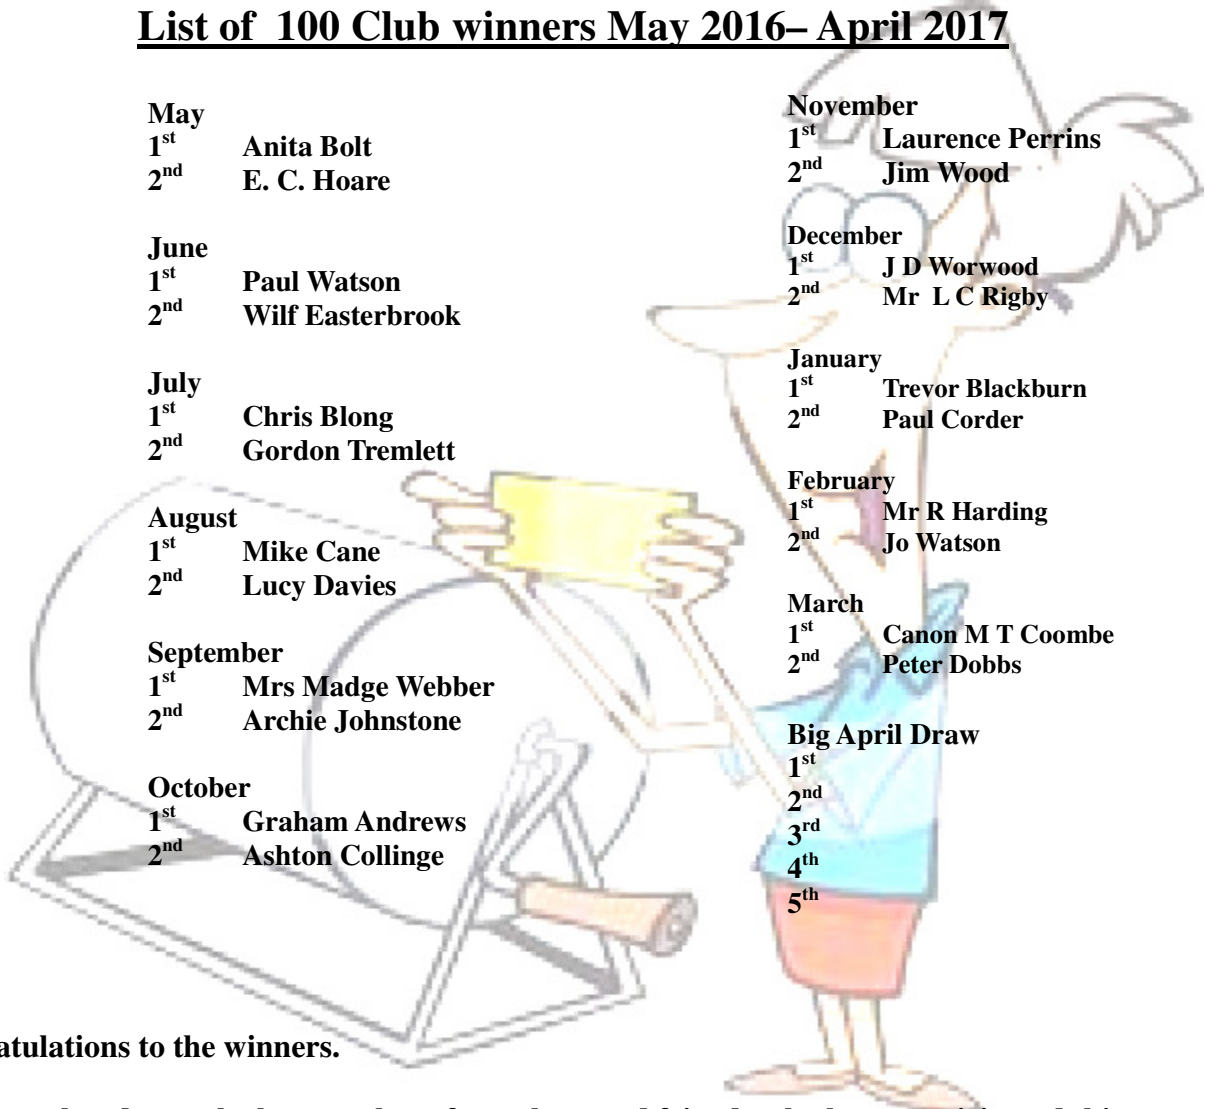 List of 100 Club winners May 2016– April 2017
May
1st Anita Bolt
2nd E. C. Hoare
June
1st Paul Watson
2nd Wilf Easterbrook
July
1st Chris Blong
2nd Gordon Tremlett
August
1st Mike Cane
2nd Lucy Davies
September
1st Mrs Madge Webber
2nd Archie Johnstone
October
1st Graham Andrews
2nd Ashton Collinge
November
1st Laurence Perrins
2nd Jim Wood
December
1st J D Worwood
2nd Mr L C Rigby
January
1st Trevor Blackburn
2nd Paul Corder
February
1st Mr R Harding
2nd Jo Watson
March
1st Canon M T Coombe
2nd Peter Dobbs
Big April Draw
1st
2nd
3rd
4th
5th
atulations to the winners.